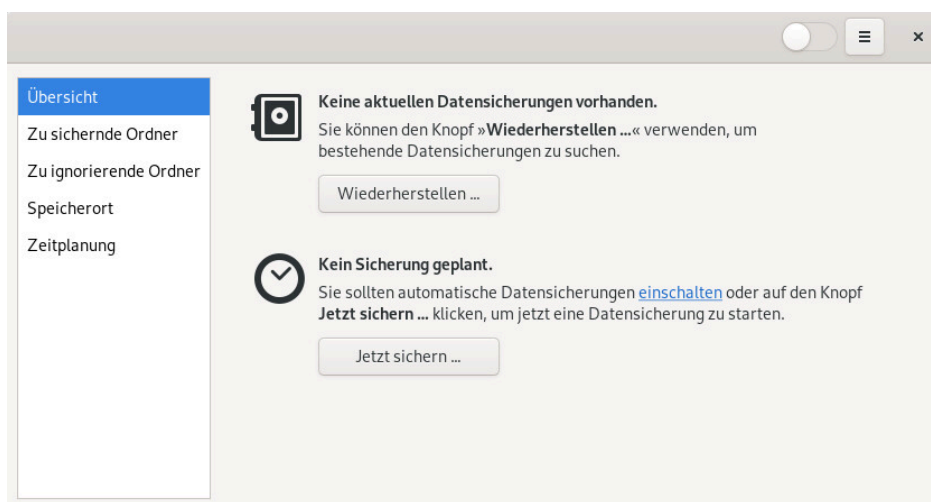 Übersicht
Zu sichernde Ordner
Zu ignorierende Ordner
Speicherort
Zeitplanung
Keine aktuellen Datensicherungen vorhanden.
Sie können den Knopf »Wiederherstellen ...« verwenden, um
bestehende Datensicherungen zu suchen.
Wiederherstellen ...
Kein Sicherung geplant.
Sie sollten automatische Datensicherungen einschalten oder auf den Knopf
Jetzt sichern ... klicken, um jetzt eine Datensicherung zu starten.
Jetzt sichern ...